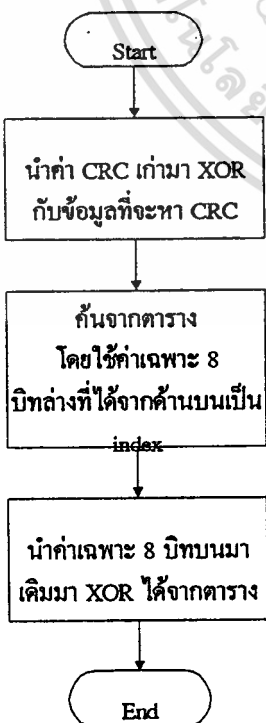 Start
นำค่า CRC เก่ามา XOR
กับข้อมูลที่จะหา CRC
ค้นจากตาราง
โดยใช้ค่าเฉพาะ 8
บิทล่างที่ได้จากด้านบนเป็น
index
นำค่าเฉพาะ 8 บิทบนมา
เดิมมา XOR ได้จากตาราง
End